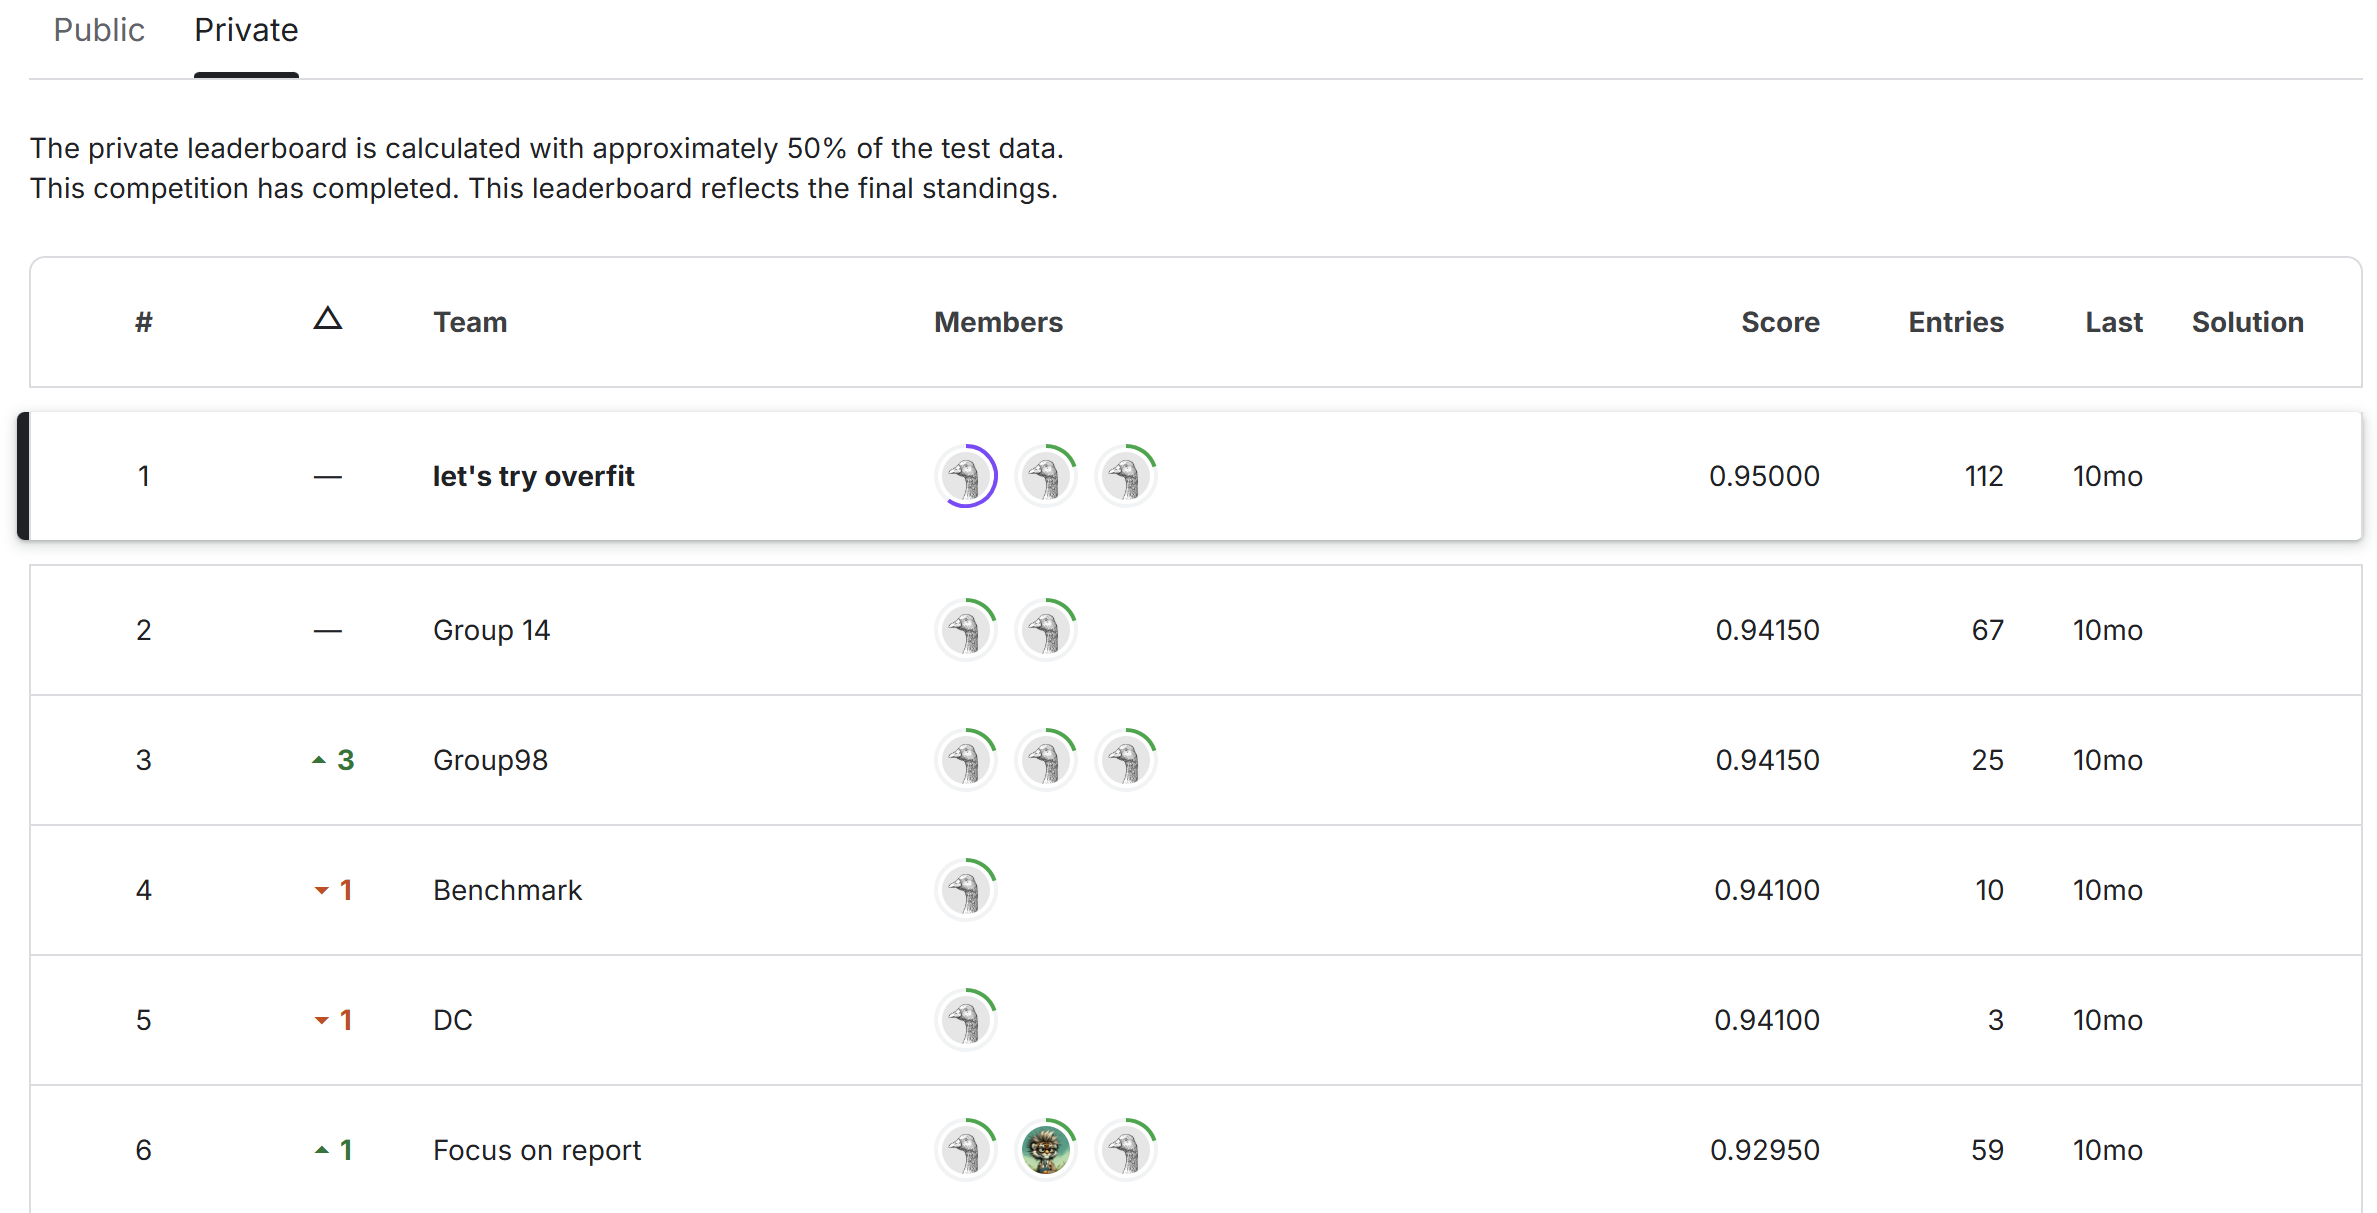 Public Private
The private leaderboard is calculated with approximately 50% of the test data.
This competition has completed. This leaderboard reflects the final standings.
# △ Team Members Score Entries Last Solution
1 — let's try overfit 0.95000 112 10mo
2 — Group 14 0.94150 67 10mo
3 ▲ 3 Group98 0.94150 25 10mo
4 ▼ 1 Benchmark 0.94100 10 10mo
5 ▼ 1 DC 0.94100 3 10mo
6 ▲ 1 Focus on report 0.92950 59 10mo